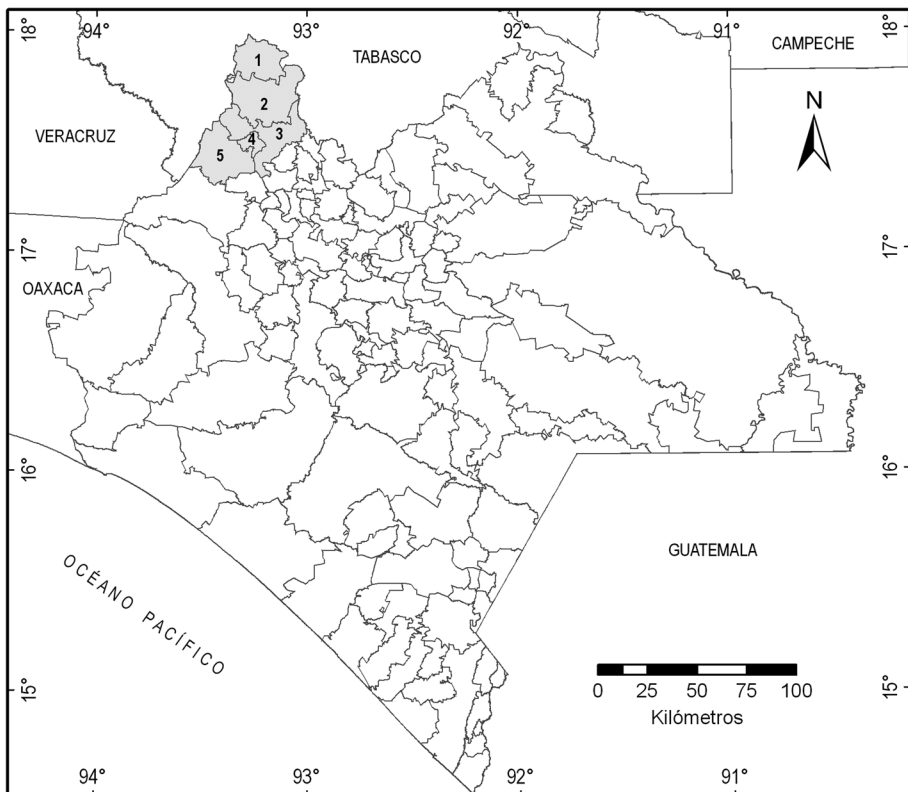 94°
93°
92°
91°
18°
18°
TABASCO
CAMPECHE
1
2
3
4
5
N
VERACRUZ
17°
17°
OAXACA
16°
16°
GUATEMALA
OCÉANO PACÍFICO
15°
15°
0 25 50 75 100
Kilómetros
94°
93°
92°
91°